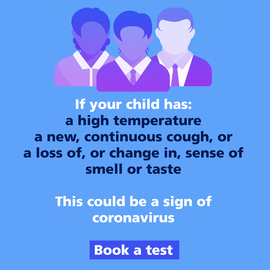 If your child has:
a high temperature
a new, continuous cough, or
a loss of, or change in, sense of
smell or taste
This could be a sign of
coronavirus
Book a test